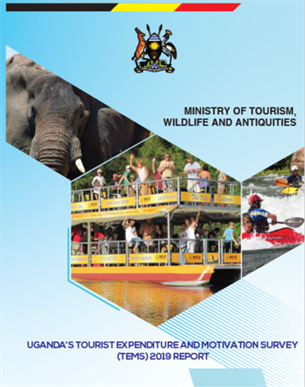 MINISTRY OF TOURISM,
WILDLIFE AND ANTIQUITIES
UGANDA'S TOURIST EXPENDITURE AND MOTIVATION SURVEY
(TEMS) 2019 REPORT